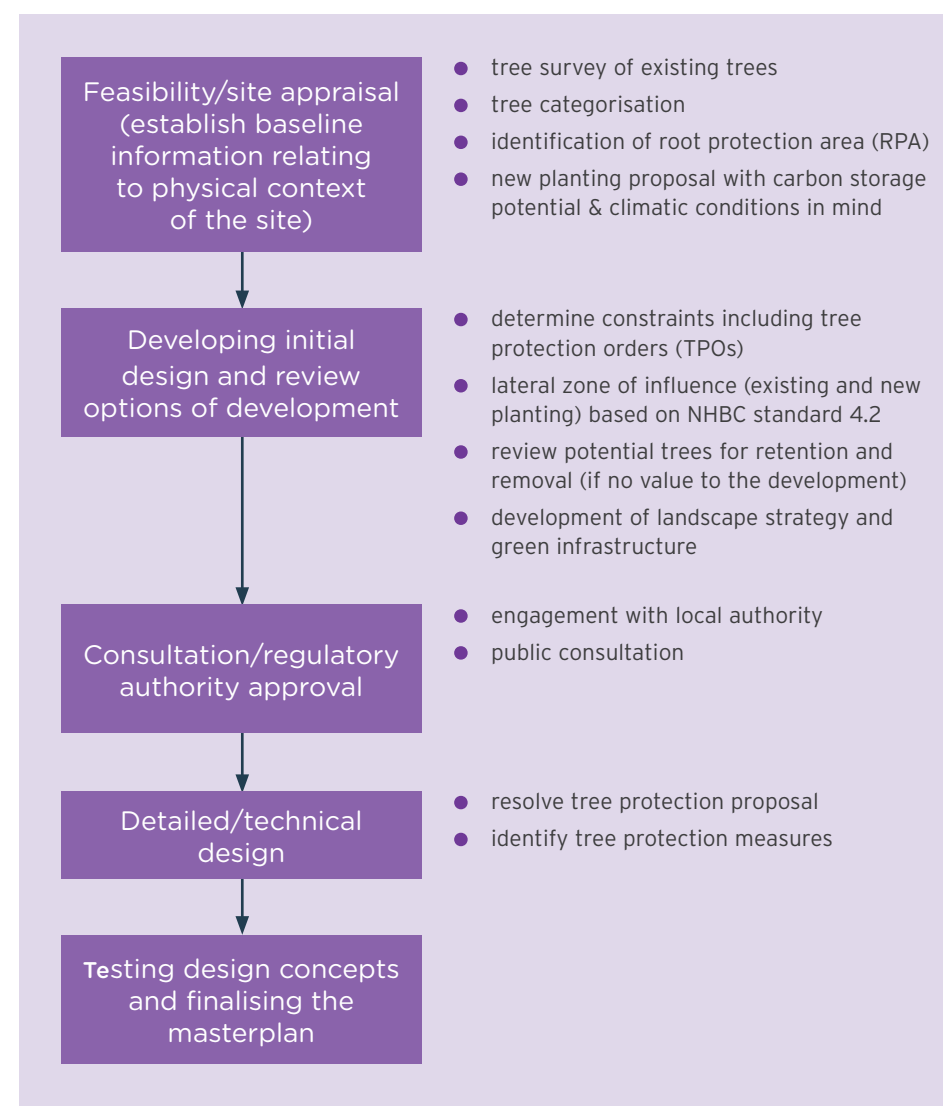 Feasibility/site appraisal
(establish baseline
information relating
to physical context
of the site)
● tree survey of existing trees
● tree categorisation
● identification of root protection area (RPA)
● new planting proposal with carbon storage
potential & climatic conditions in mind
Developing initial
design and review
options of development
● determine constraints including tree
protection orders (TPOs)
● lateral zone of influence (existing and new
planting) based on NHBC standard 4.2
● review potential trees for retention and
removal (if no value to the development)
● development of landscape strategy and
green infrastructure
Consultation/regulatory
authority approval
● engagement with local authority
● public consultation
Detailed/technical
design
● resolve tree protection proposal
● identify tree protection measures
Testing design concepts
and finalising the
masterplan